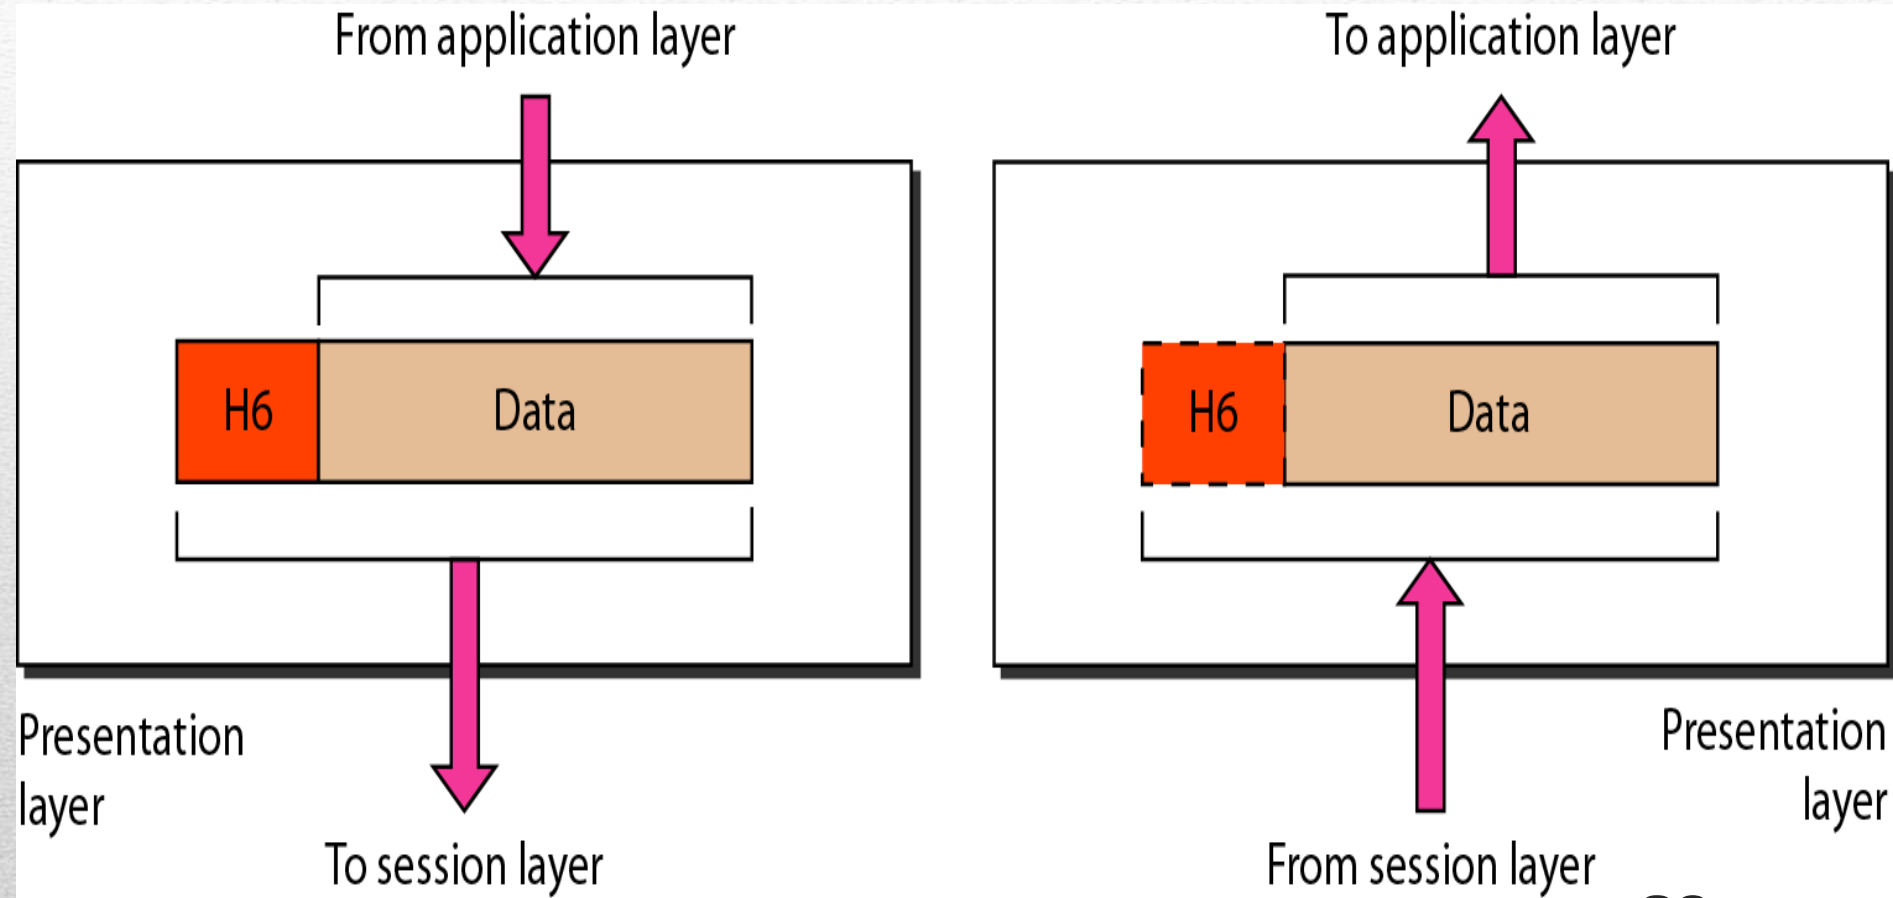 From application layer
To application layer
H6
Data
H6
Data
Presentation
layer
Presentation
layer
To session layer
From session layer